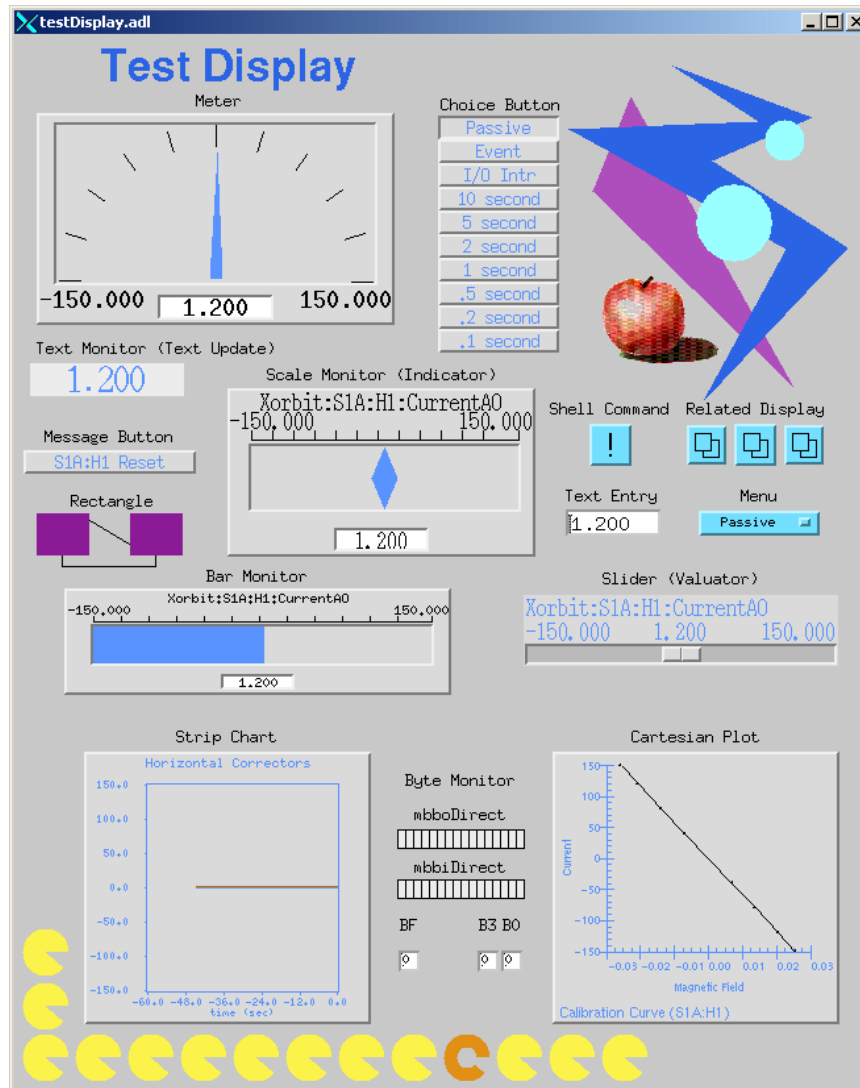 testDisplay.adl
Test Display
Meter
-150.000 1.200 150.000
Choice Button
Passive
Event
I/O Intr
10 second
5 second
2 second
1 second
.5 second
.2 second
.1 second
Text Monitor (Text Update)
1.200
Scale Monitor (Indicator)
Xorbit:S1A:H1:CurrentAO
-150.000 150.000
1.200
Shell Command
!
Related Display
Message Button
S1A:H1 Reset
Rectangle
Text Entry
1.200
Menu
Passive
Bar Monitor
Xorbit:S1A:H1:CurrentAO
-150.000 150.000
1.200
Slider (Valuator)
Xorbit:S1A:H1:CurrentAO
-150.000 1.200 150.000
Strip Chart
Horizontal Correctors
150.0
100.0
50.0
0.0
-50.0
-100.0
-150.0
-60.0 -48.0 -36.0 -24.0 -12.0 0.0
time (sec)
Byte Monitor
mbboDirect
mbbiDirect
BF B3 B0
0 0 0
Cartesian Plot
150
100
50
0
-50
-100
-150
Current
-0.03 -0.02 -0.01 0.00 0.01 0.02 0.03
Magnetic Field
Calibration Curve (S1A:H1)